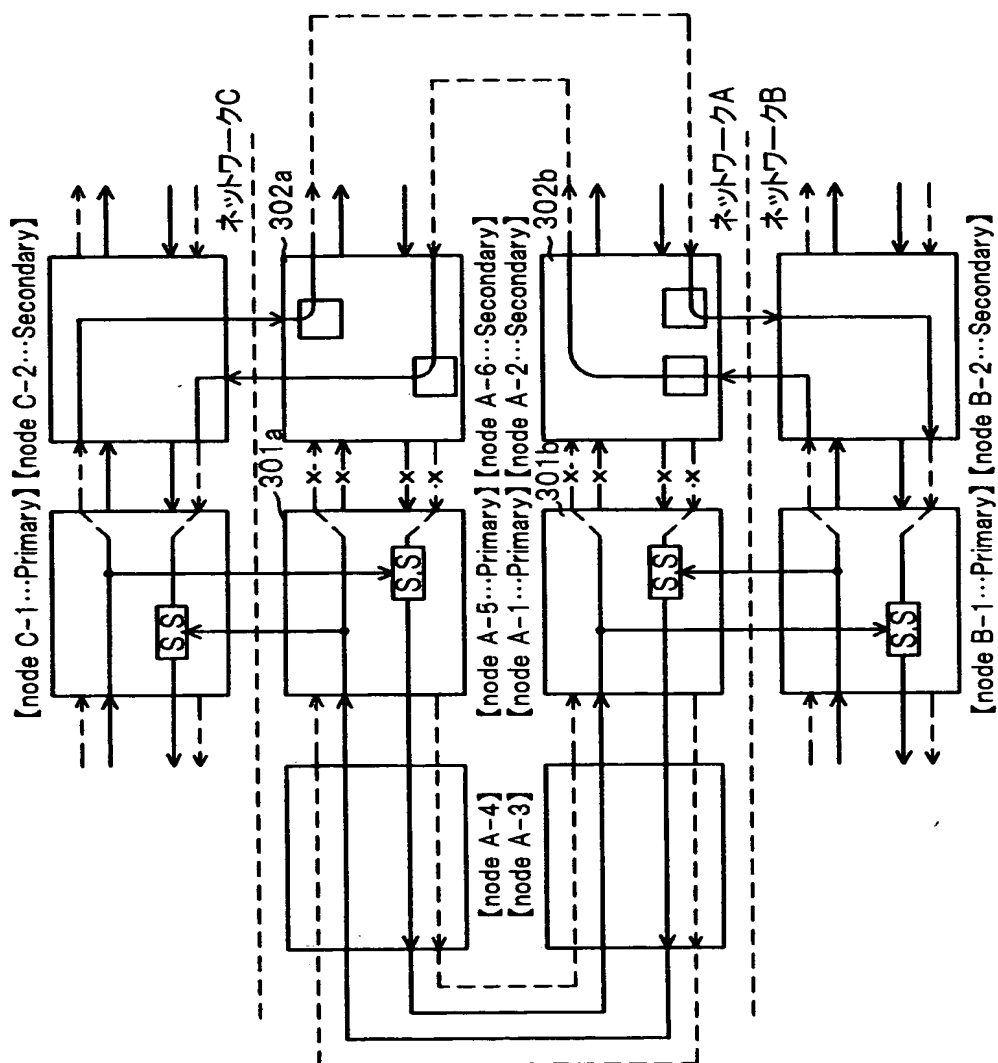 【node C-1…Primary】
【node C-2…Secondary】
S.S
ネットワークC
301a
302a
S.S
【node A-4】
【node A-5…Primary】
【node A-6…Secondary】
【node A-3】
【node A-1…Primary】
【node A-2…Secondary】
301b
302b
S.S
ネットワークA
ネットワークB
S.S
【node B-1…Primary】
【node B-2…Secondary】